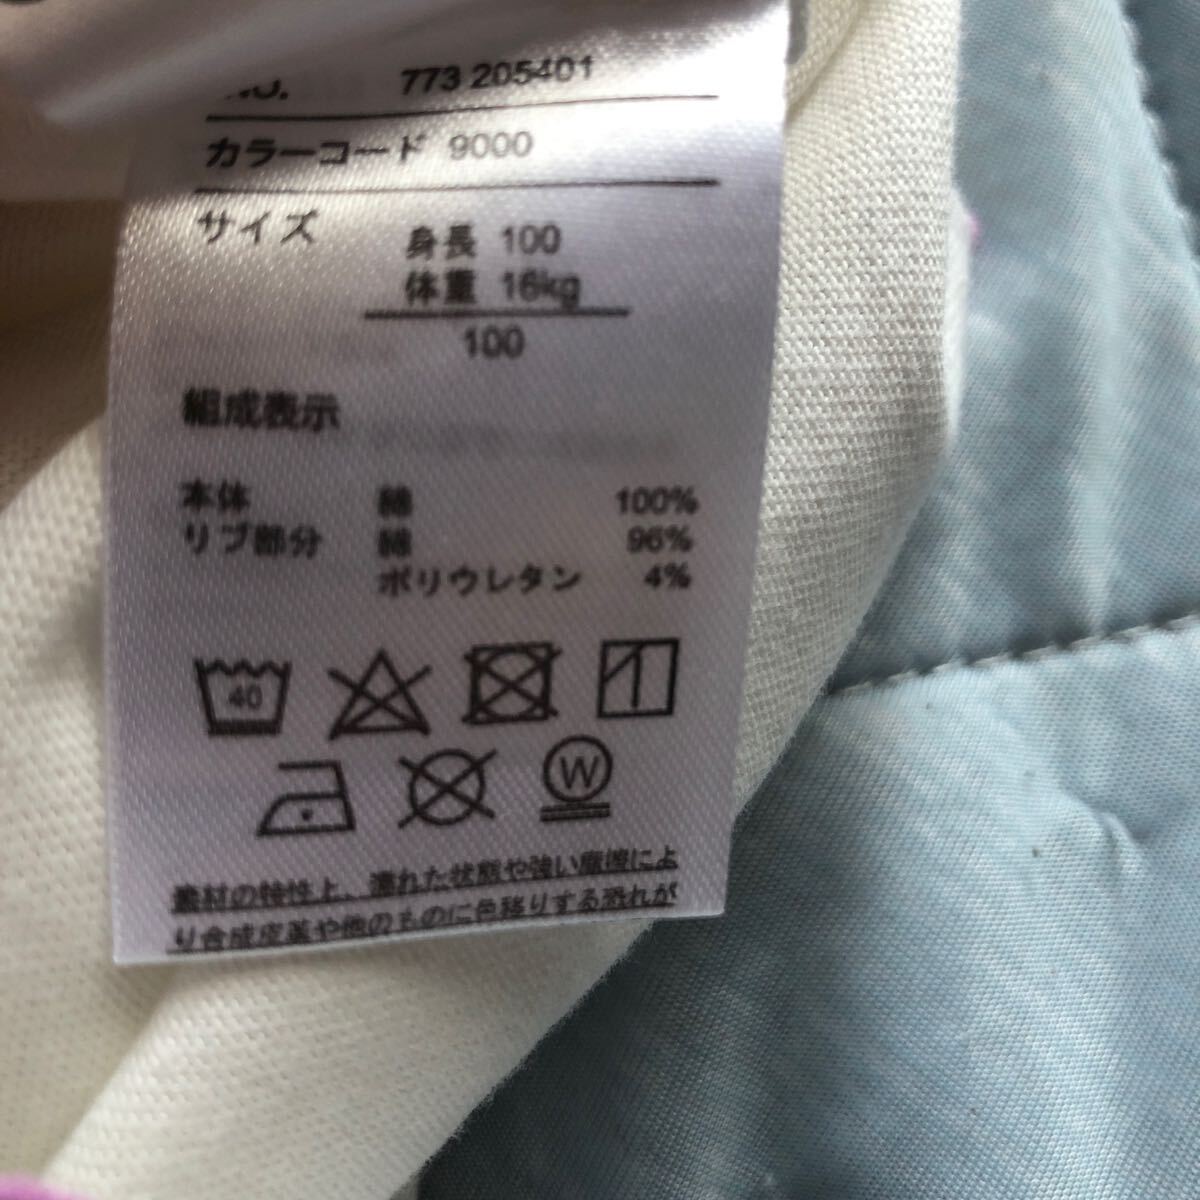 NO. 773 205401
カラーコード 9000
サイズ 身長 100
体重 16kg
100
組成表示
本体 綿 100%
リブ部分 綿 96%
ポリウレタン 4%
40
W
素材の特性上、濡れた状態や強い摩擦によ
り合成皮革や他のものに色移りする恐れが